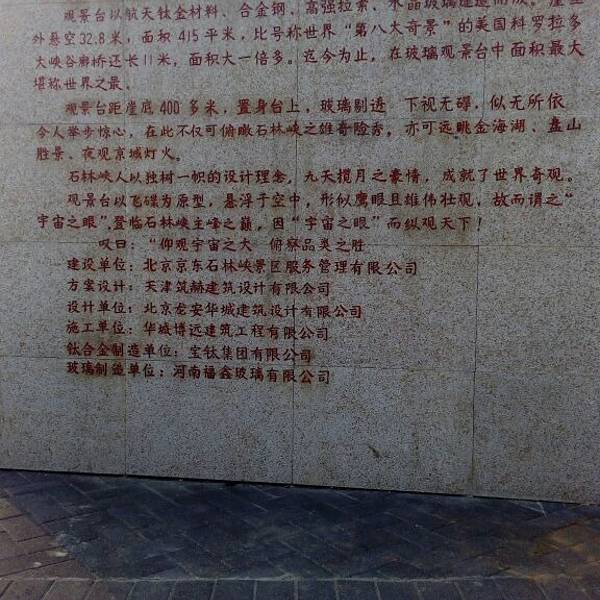 观景台以航天钛金材料、合金钢、高强拉索、水晶玻璃建造而成。崖壁
外悬空32.8米，面积415平米，比号称世界“第八大奇景”的美国科罗拉多
大峡谷廊桥还长11米，面积大一倍多。迄今为止，在玻璃观景台中面积最大
堪称世界之最。
观景台距崖底400多米，置身台上，玻璃剔透 下视无碍，似无所依
令人举步惊心，在此不仅可俯瞰石林峡之雄奇险秀，亦可远眺金海湖、盘山
胜景、夜观京城灯火。
石林峡人以独树一帜的设计理念，九天揽月之豪情，成就了世界奇观。
观景台以飞碟为原型，悬浮于空中，形似鹰眼且雄伟壮观，故而谓之“
宇宙之眼”，登临石林峡主峰之巅，因“宇宙之眼”而纵观天下！
叹曰：“仰观宇宙之大 俯察品类之胜
建设单位：北京京东石林峡景区服务管理有限公司
方案设计：天津筑赫建筑设计有限公司
设计单位：北京龙安华城建筑设计有限公司
施工单位：华城博远建筑工程有限公司
钛合金制造单位：宝钛集团有限公司
玻璃制造单位：河南福鑫玻璃有限公司